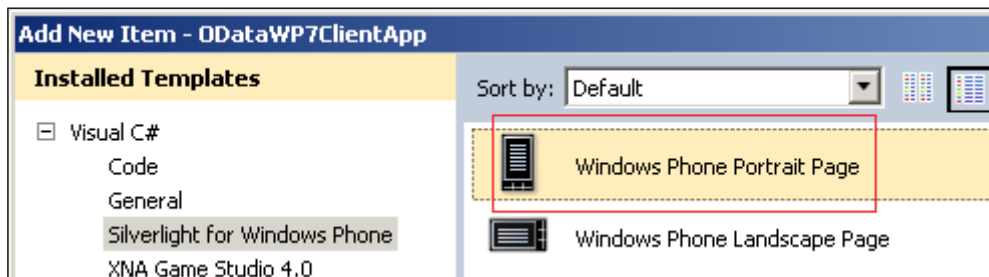 Add New Item - ODataWP7ClientApp
Installed Templates
Sort by: Default
Visual C#
Code
General
Silverlight for Windows Phone
XNA Game Studio 4.0
Windows Phone Portrait Page
Windows Phone Landscape Page